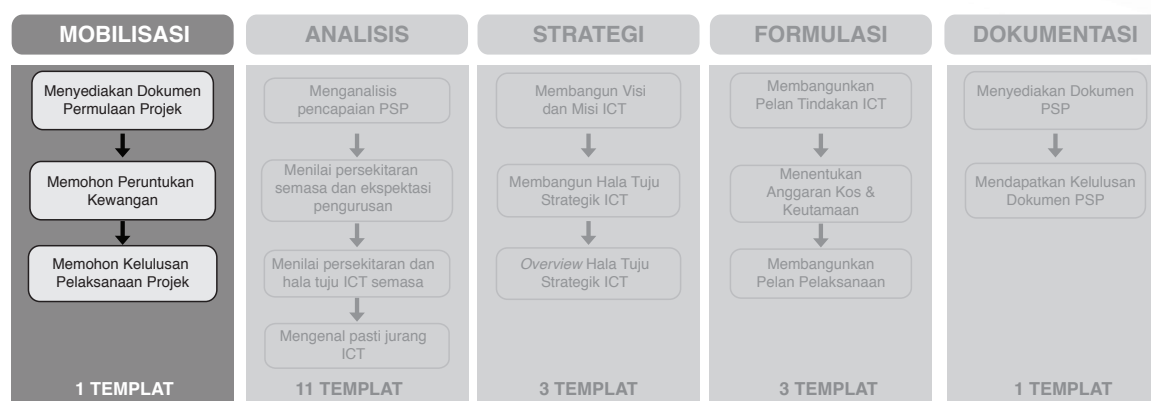 MOBILISASI
Menyediakan Dokumen
Permulaan Projek
Memohon Peruntukan
Kewangan
Memohon Kelulusan
Pelaksanaan Projek
1 TEMPLAT
ANALISIS
Menganalisis
pencapaian PSP
Menilai persekitaran
semasa dan ekspektasi
pengurusan
Menilai persekitaran dan
hala tuju ICT semasa
Mengenal pasti jurang
ICT
11 TEMPLAT
STRATEGI
Membangun Visi
dan Misi ICT
Membangun Hala Tuju
Strategik ICT
Overview Hala Tuju
Strategik ICT
3 TEMPLAT
FORMULASI
Membangunkan
Pelan Tindakan ICT
Menentukan
Anggaran Kos &
Keutamaan
Membangunkan
Pelan Pelaksanaan
3 TEMPLAT
DOKUMENTASI
Menyediakan Dokumen
PSP
Mendapatkan Kelulusan
Dokumen PSP
1 TEMPLAT